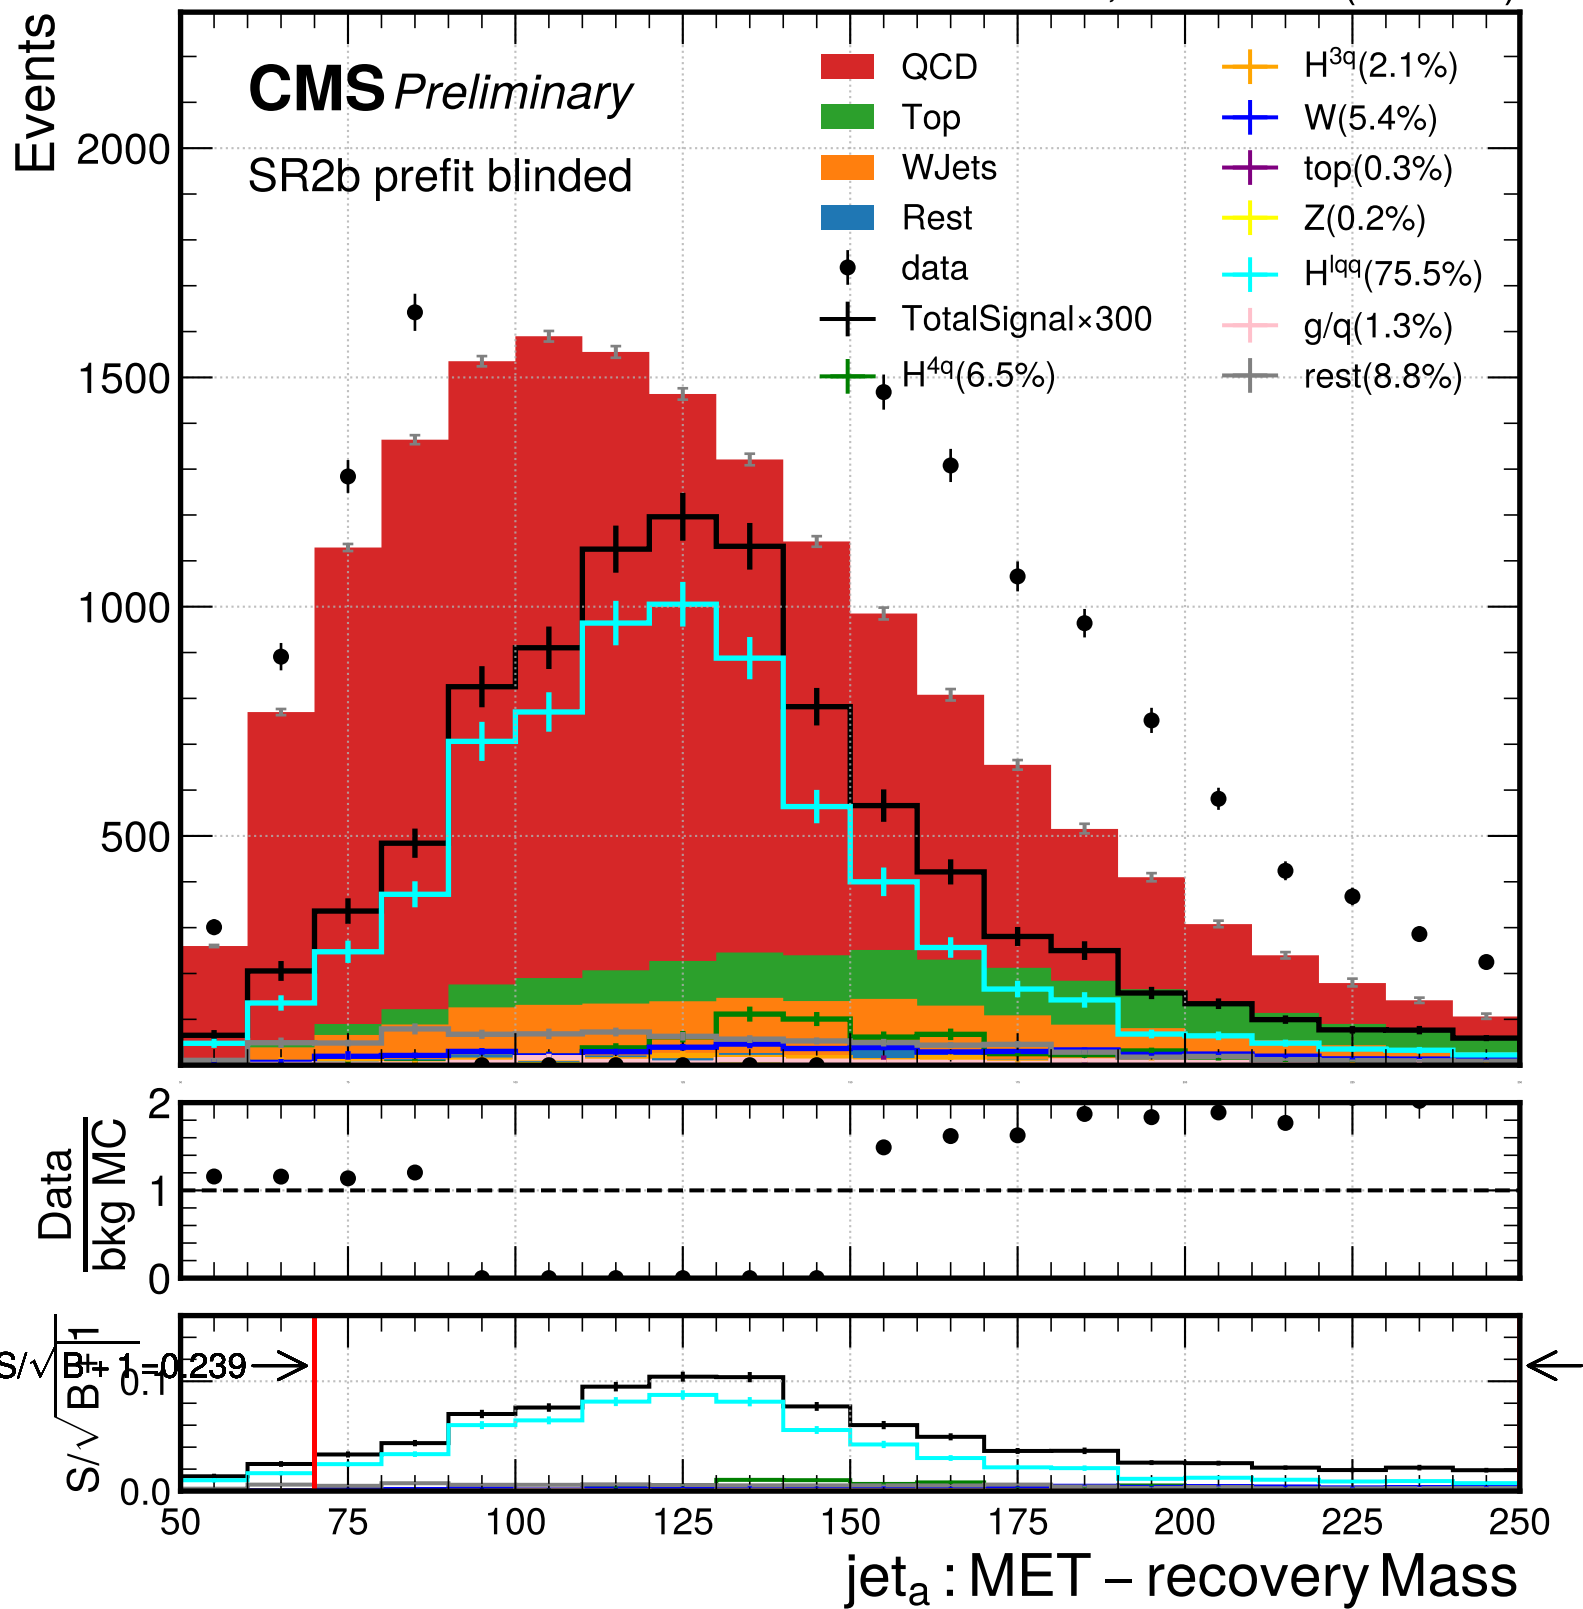 Events
CMS Preliminary
SR2b prefit blinded
QCD
Top
WJets
Rest
data
TotalSignal×300
H⁴q(6.5%)
H³q(2.1%)
W(5.4%)
top(0.3%)
Z(0.2%)
Hlqq(75.5%)
g/q(1.3%)
rest(8.8%)
2000
1500
1000
500
Data
bkg MC
2
1
0
S/√B+1
S/√B+1=0.239
0.1
0.0
50 75 100 125 150 175 200 225 250
jeta : MET – recovery Mass